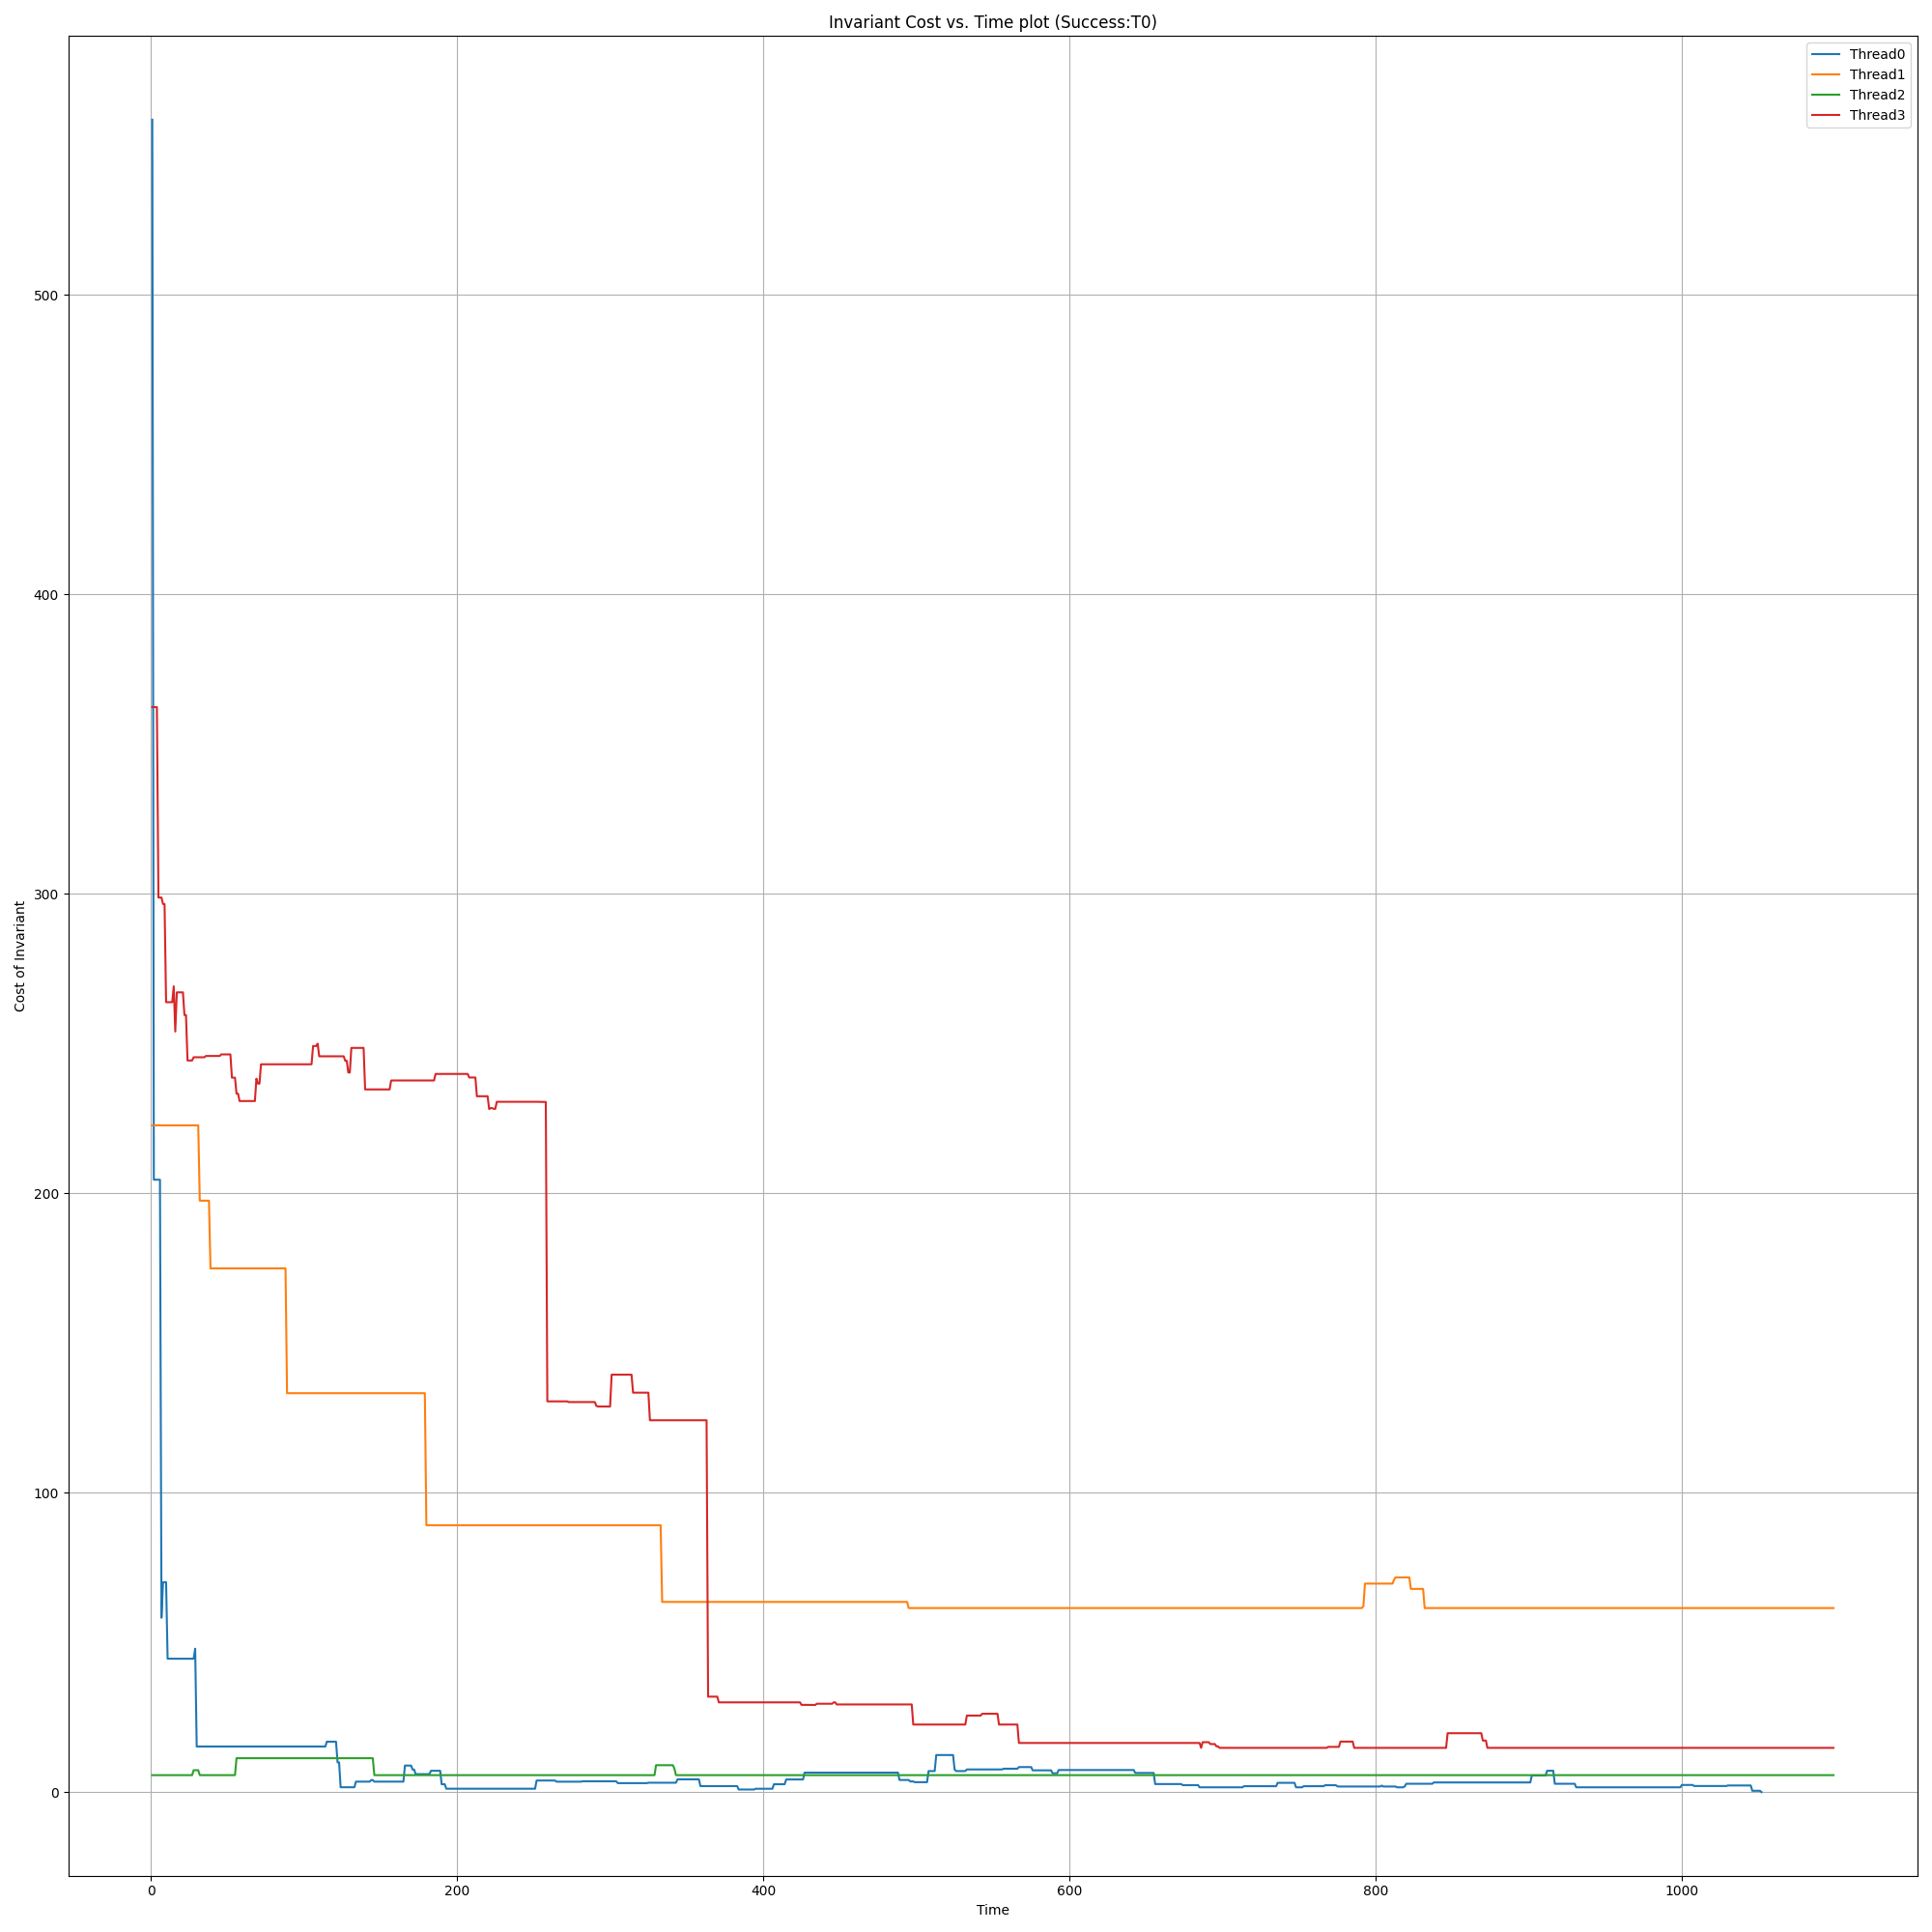 Invariant Cost vs. Time plot (Success:T0)
Thread0
Thread1
Thread2
Thread3
500
400
300
200
100
0
Cost of Invariant
0 200 400 600 800 1000
Time